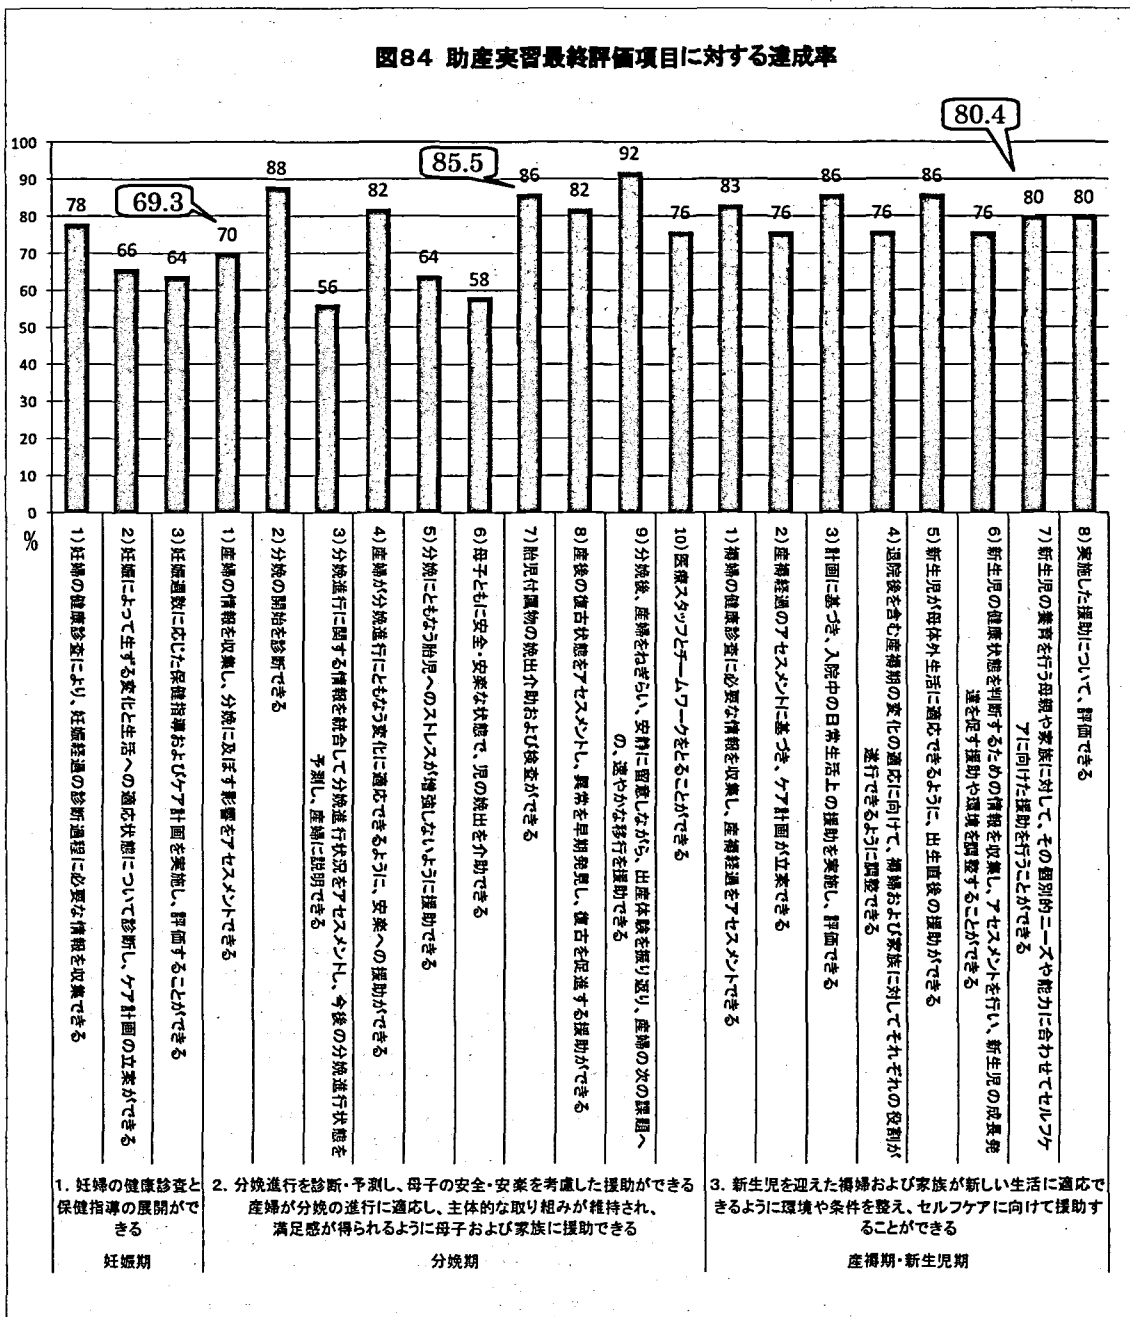 図84 助産実習最終評価項目に対する達成率
80.4
85.5
69.3
100
90
80
70
60
50
40
30
20
10
0
%
78
66
64
70
88
56
82
64
58
86
82
92
76
83
76
86
76
86
76
80
80
1)妊婦の健康診査により、妊娠経過の診断過程に必要な情報を収集できる
2)妊娠によって生ずる変化と生活への適応状態について診断し、ケア計画の立案ができる
3)妊娠週数に応じた保健指導およびケア計画を実施し、評価することができる
1)産婦の情報を収集し、分娩に及ぼす影響をアセスメントできる
2)分娩の開始を診断できる
3)分娩進行に関する情報を統合して分娩進行状況をアセスメントし、今後の分娩進行状態を
予測し、産婦に説明できる
4)産婦が分娩進行にともなう変化に適応できるように、安楽への援助ができる
5)分娩にともなう胎児へのストレスが増強しないように援助できる
6)母子ともに安全・安楽な状態で、児の娩出を介助できる
7)胎児付属物の娩出介助および検査ができる
8)産後の復古状態をアセスメントし、異常を早期発見し、復古を促進する援助ができる
9)分娩後、産婦をねぎらい、安静に留意しながら、出産体験を振り返り、産婦の次の課題へ
の、速やかな移行を援助できる
10)医療スタッフとチームワークをとることができる
1)褥婦の健康診査に必要な情報を収集し、産褥経過をアセスメントできる
2)産褥経過のアセスメントに基づき、ケア計画が立案できる
3)計画に基づき、入院中の日常生活上の援助を実施し、評価できる
4)退院後を含む産褥期の変化の適応に向けて、褥婦および家族に対してそれぞれの役割が
遂行できるように調整できる
5)新生児が母体外生活に適応できるように、出生直後の援助ができる
6)新生児の健康状態を判断するための情報を収集し、アセスメントを行い、新生児の成長発
達を促す援助や環境を調整することができる
7)新生児の養育を行う母親や家族に対して、その個別的ニーズや能力に合わせてセルフケ
アに向けた援助を行うことができる
8)実施した援助について、評価できる
1. 妊婦の健康診査と
保健指導の展開がで
きる
妊娠期
2. 分娩進行を診断・予測し、母子の安全・安楽を考慮した援助ができる
産婦が分娩の進行に適応し、主体的な取り組みが維持され、
満足感が得られるように母子および家族に援助できる
分娩期
3. 新生児を迎えた褥婦および家族が新しい生活に適応で
きるように環境や条件を整え、セルフケアに向けて援助す
ることができる
産褥期・新生児期